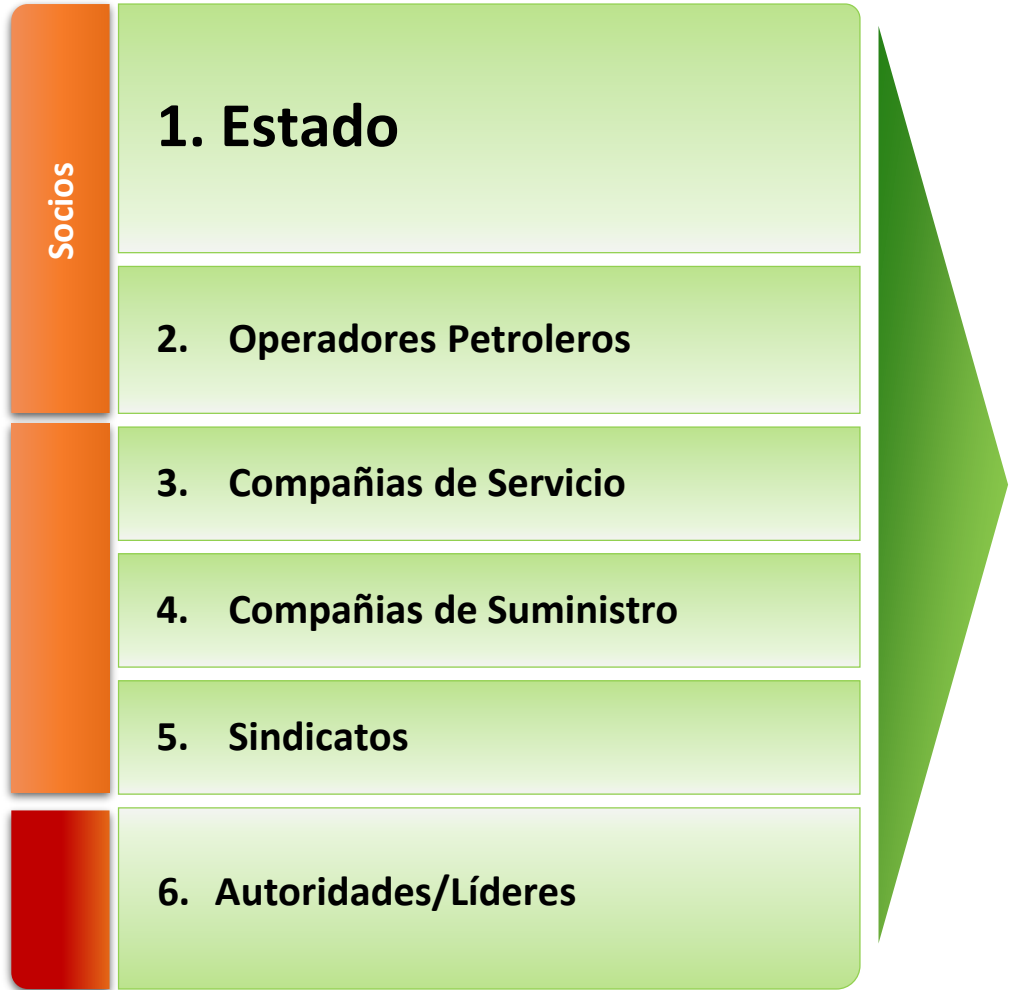 Socios
1. Estado
2. Operadores Petroleros
3. Compañias de Servicio
4. Compañias de Suministro
5. Sindicatos
6. Autoridades/Líderes